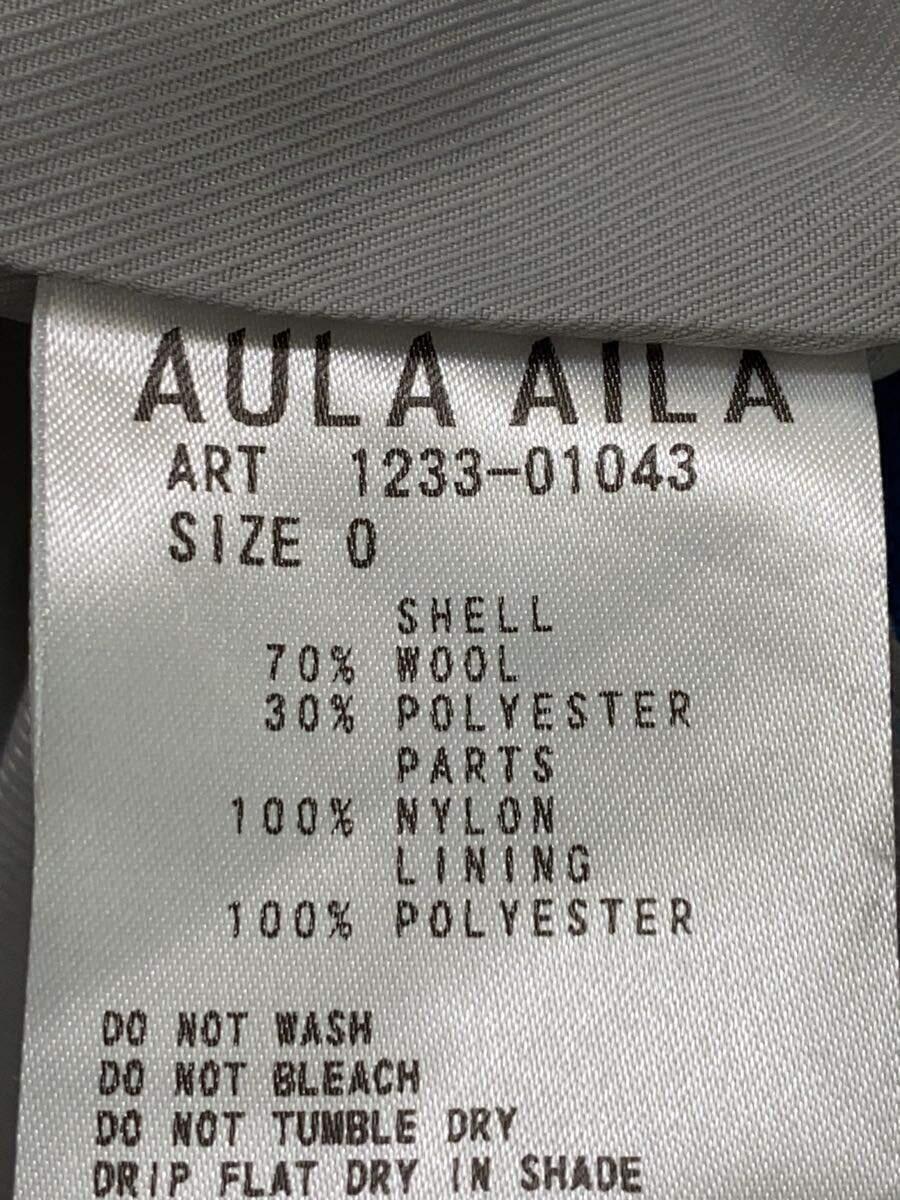 AULA AILA
ART 1233-01043
SIZE 0
SHELL
70% WOOL
30% POLYESTER
PARTS
100% NYLON
LINING
100% POLYESTER
DO NOT WASH
DO NOT BLEACH
DO NOT TUMBLE DRY
DRIP FLAT DRY IN SHADE